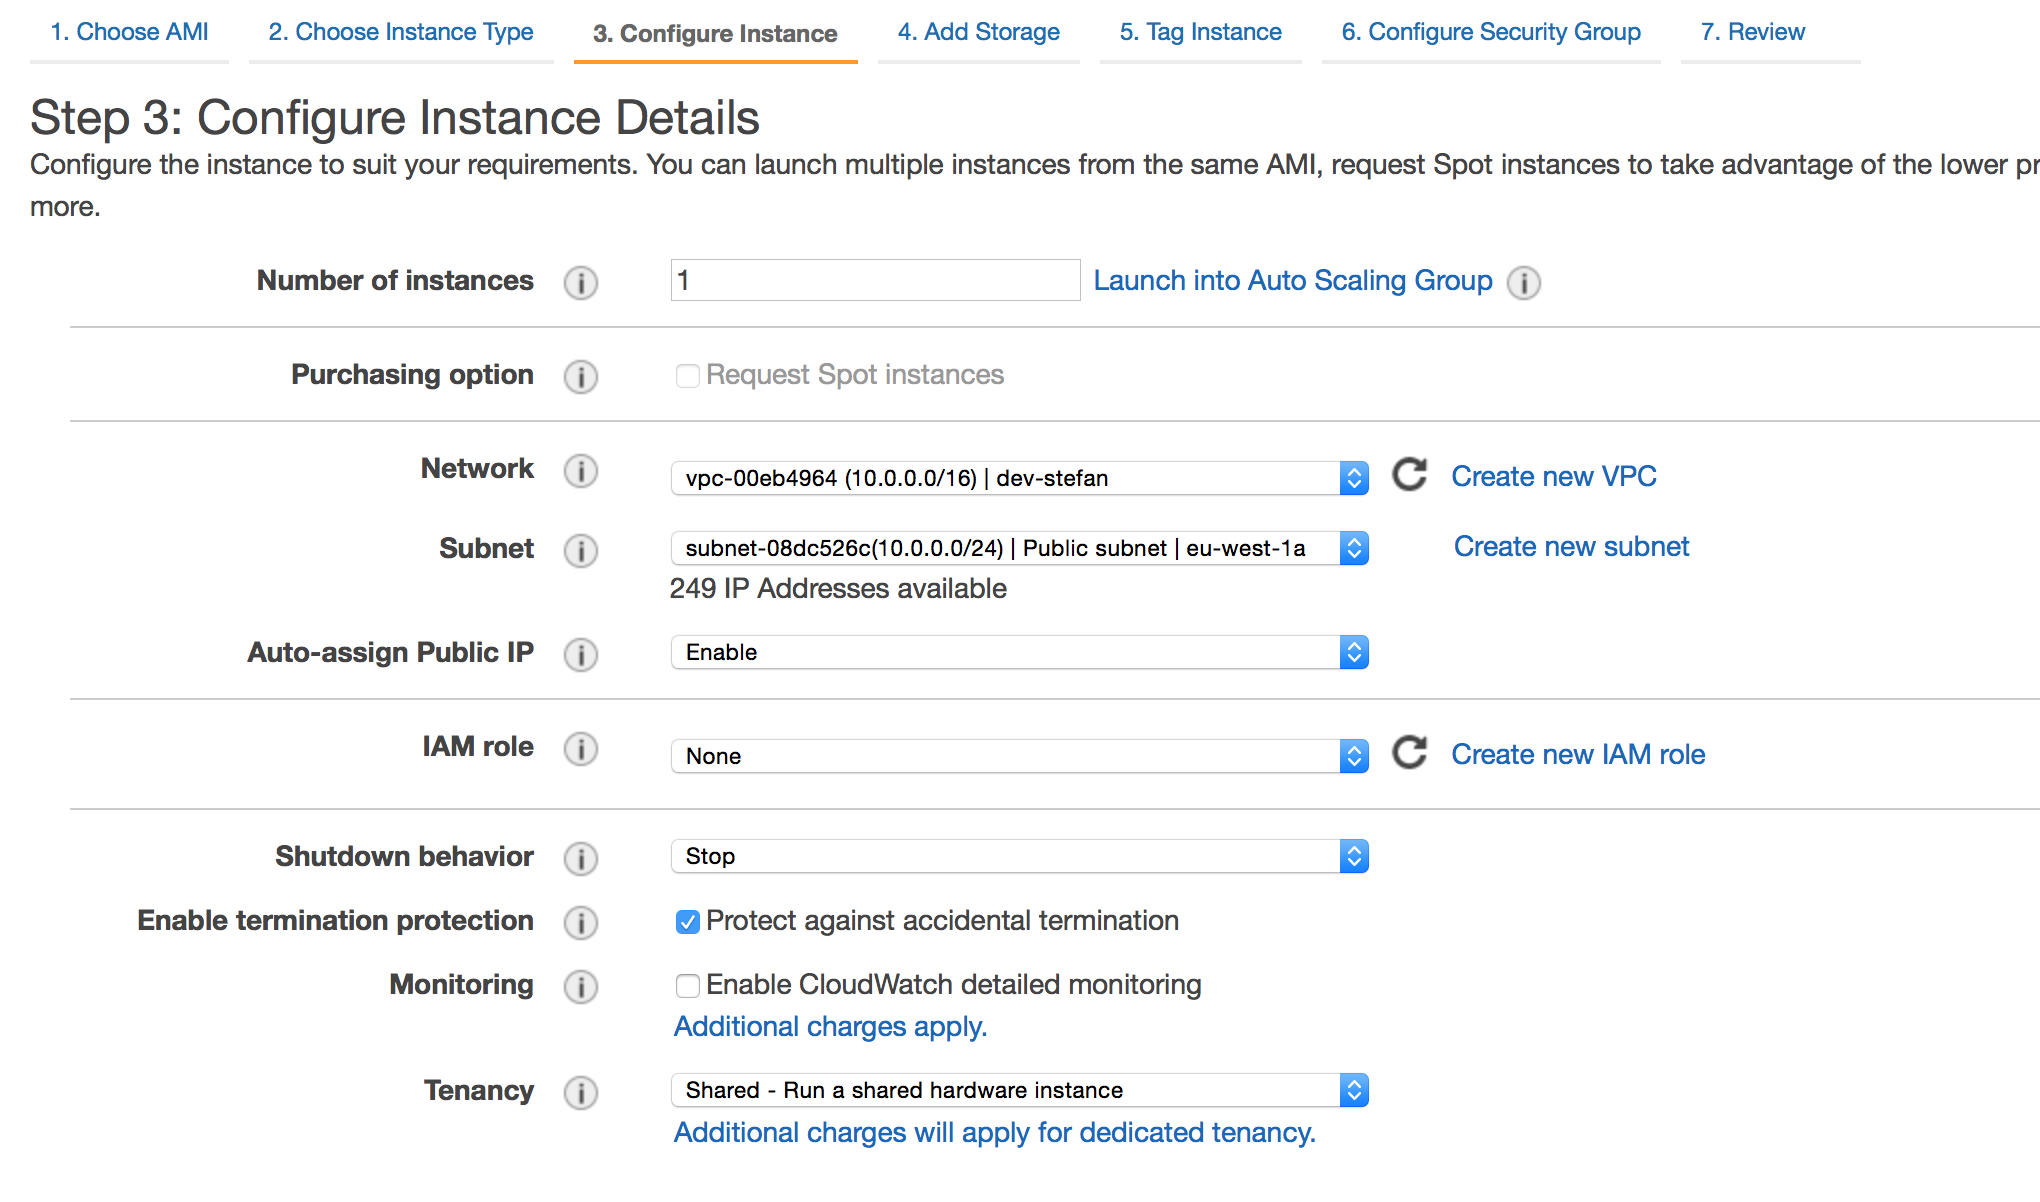 1. Choose AMI 2. Choose Instance Type 3. Configure Instance 4. Add Storage 5. Tag Instance 6. Configure Security Group 7. Review
Step 3: Configure Instance Details
Configure the instance to suit your requirements. You can launch multiple instances from the same AMI, request Spot instances to take advantage of the lower pr
more.
Number of instances i 1 Launch into Auto Scaling Group i
Purchasing option i Request Spot instances
Network i vpc-00eb4964 (10.0.0.0/16) | dev-stefan Create new VPC
Subnet i subnet-08dc526c(10.0.0.0/24) | Public subnet | eu-west-1a Create new subnet
249 IP Addresses available
Auto-assign Public IP i Enable
IAM role i None Create new IAM role
Shutdown behavior i Stop
Enable termination protection i Protect against accidental termination
Monitoring i Enable CloudWatch detailed monitoring
Additional charges apply.
Tenancy i Shared - Run a shared hardware instance
Additional charges will apply for dedicated tenancy.